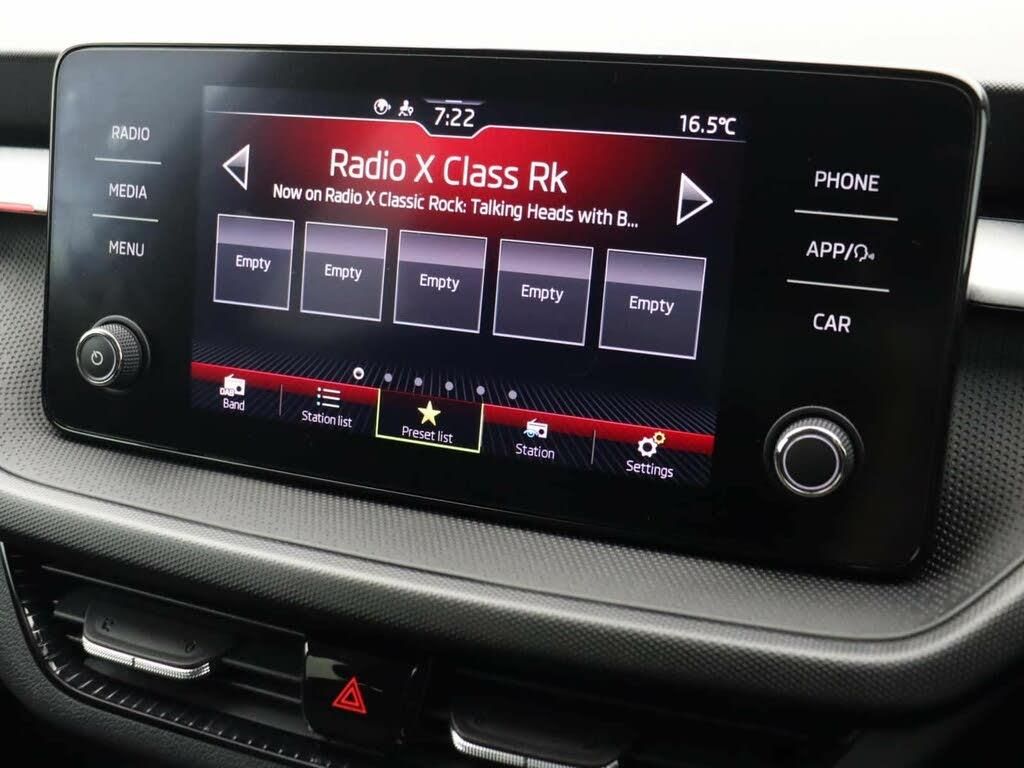 RADIO
MEDIA
MENU
7:22
16.5°C
Radio X Class Rk
Now on Radio X Classic Rock: Talking Heads with B...
Empty
Empty
Empty
Empty
Empty
DAB
Band
Station list
Preset list
Station
Settings
PHONE
APP/
CAR